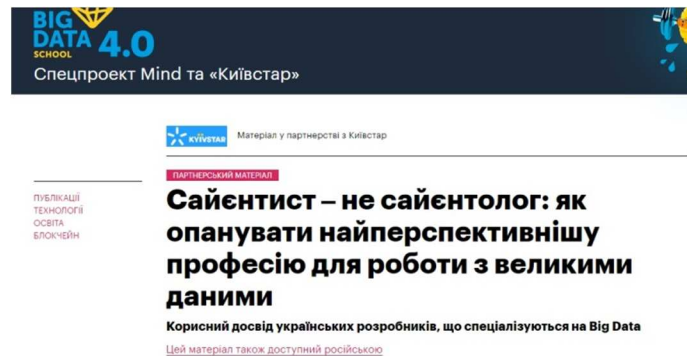 BIG
DATA 4.0
SCHOOL
Спецпроект Mind та «Київстар»
KYIVSTAR
Матеріал у партнерстві з Київстар
ПАРТНЕРСЬКИЙ МАТЕРІАЛ
ПУБЛІКАЦІЇ
ТЕХНОЛОГІЇ
ОСВІТА
БЛОКЧЕЙН
Сайєнтист – не сайєнтолог: як
опанувати найперспективнішу
професію для роботи з великими
даними
Корисний досвід українських розробників, що спеціалізуються на Big Data
Цей матеріал також доступний російською